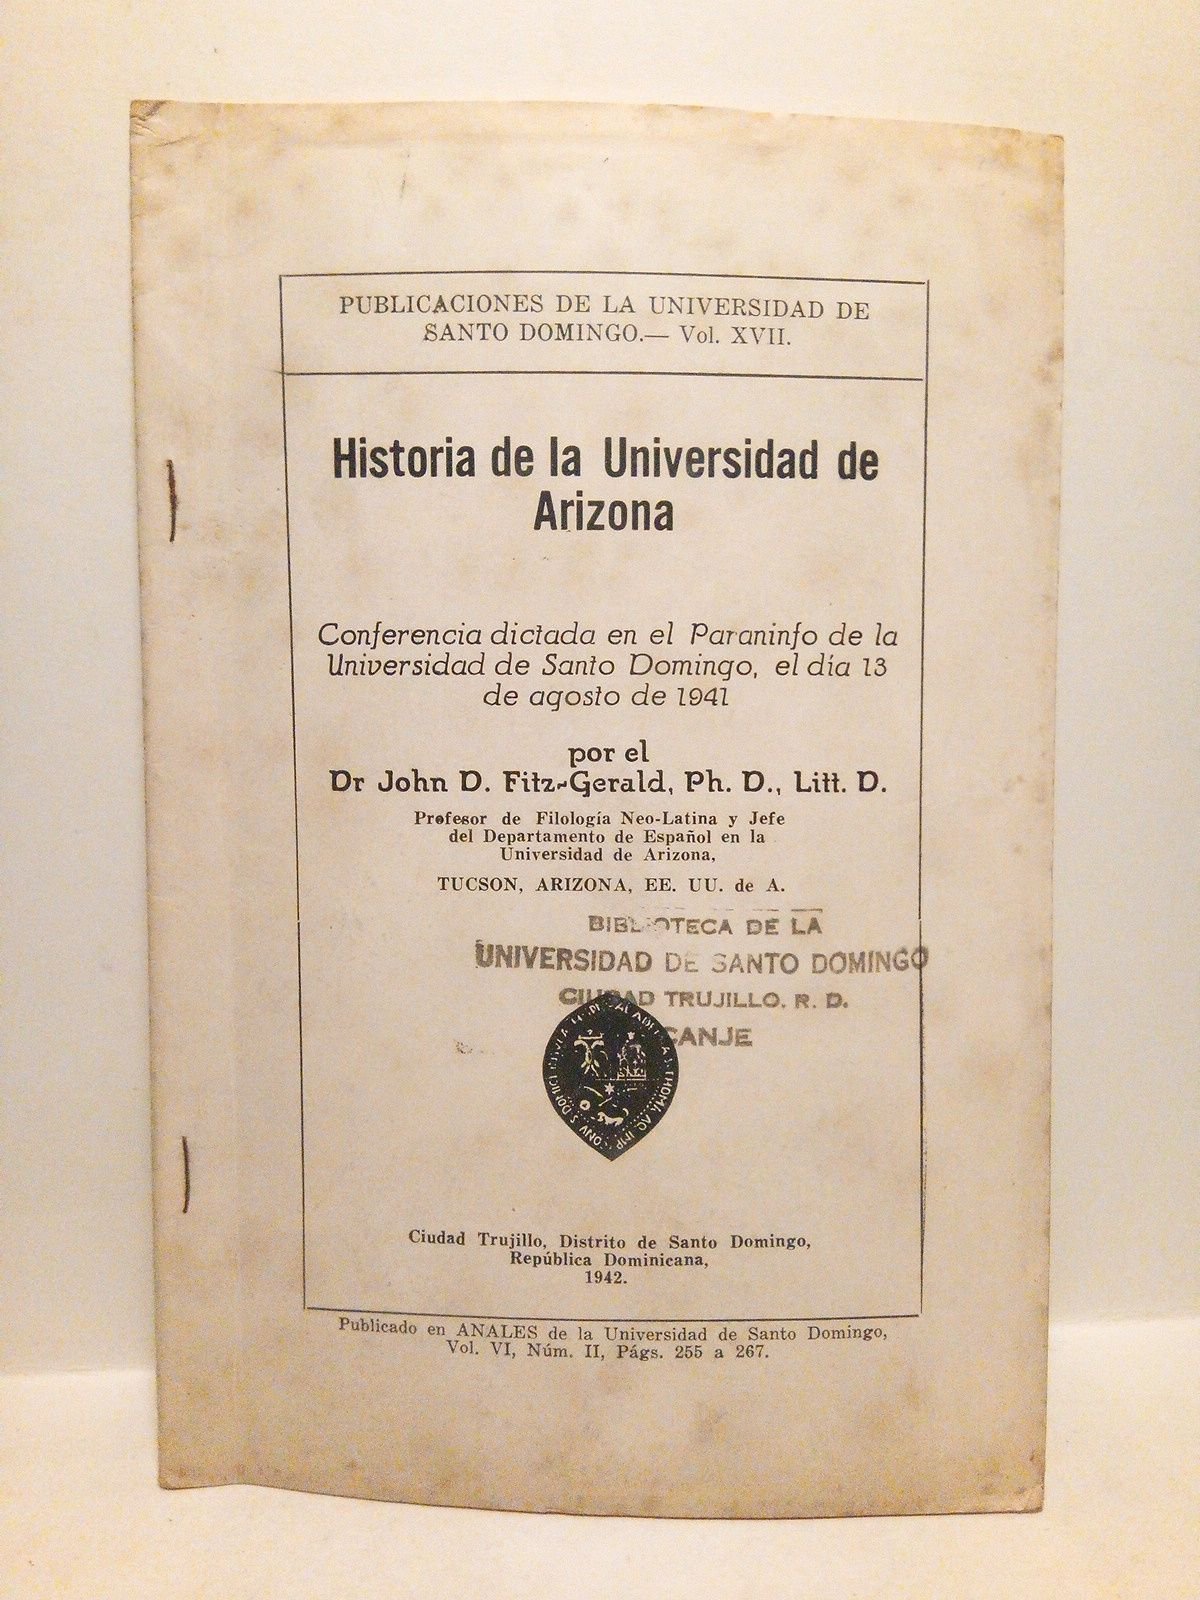 PUBLICACIONES DE LA UNIVERSIDAD DE
SANTO DOMINGO.— Vol. XVII.
Historia de la Universidad de
Arizona
Conferencia dictada en el Paraninfo de la
Universidad de Santo Domingo, el día 13
de agosto de 1941
por el
Dr John D. Fitz-Gerald, Ph. D., Litt. D.
Profesor de Filología Neo-Latina y Jefe
del Departamento de Español en la
Universidad de Arizona,
TUCSON, ARIZONA, EE. UU. de A.
BIBLIOTECA DE LA
UNIVERSIDAD DE SANTO DOMINGO
CIUDAD TRUJILLO. R. D.
CANJE
Ciudad Trujillo, Distrito de Santo Domingo,
República Dominicana,
1942.
Publicado en ANALES de la Universidad de Santo Domingo,
Vol. VI, Núm. II, Págs. 255 a 267.